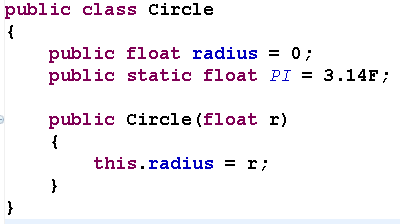 public class Circle
{
    public float radius = 0;
    public static float PI = 3.14F;

    public Circle(float r)
    {
        this.radius = r;
    }
}